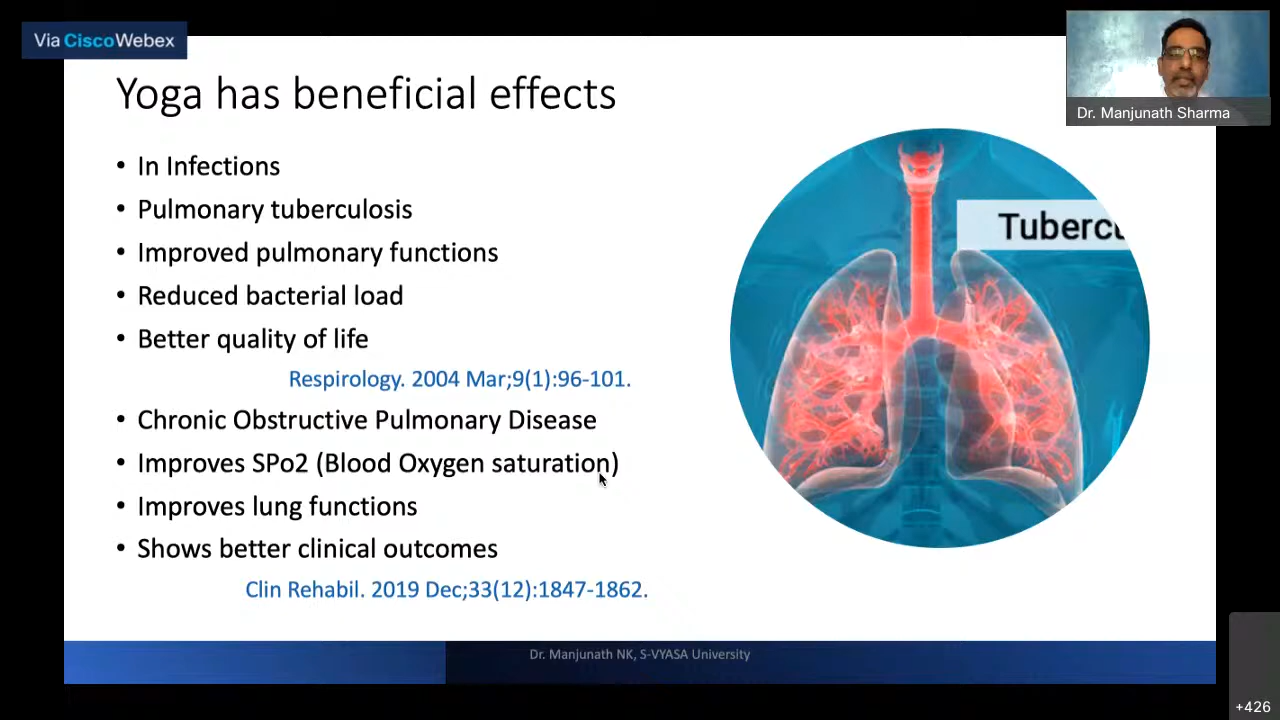 Via CiscoWebex
Dr. Manjunath Sharma
Yoga has beneficial effects
• In Infections
• Pulmonary tuberculosis
• Improved pulmonary functions
• Reduced bacterial load
• Better quality of life
Respirology. 2004 Mar;9(1):96-101.
• Chronic Obstructive Pulmonary Disease
• Improves SPo2 (Blood Oxygen saturation)
• Improves lung functions
• Shows better clinical outcomes
Clin Rehabil. 2019 Dec;33(12):1847-1862.
Tubercu
Dr. Manjunath NK, S-VYASA University
+426